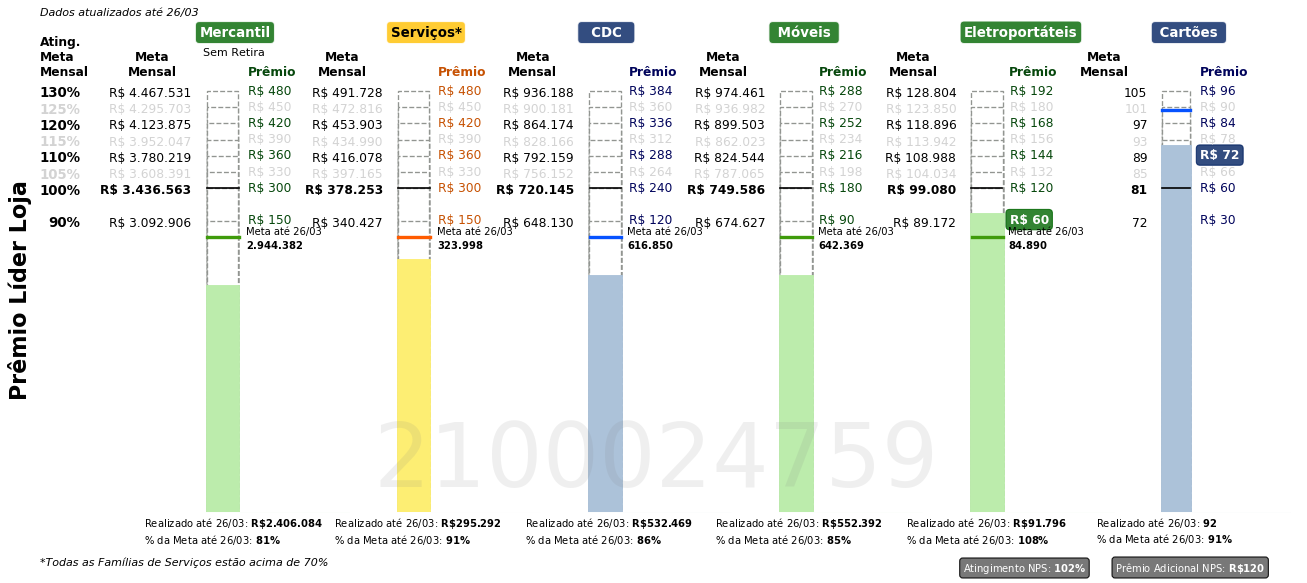 Dados atualizados até 26/03
Mercantil Serviços* CDC Móveis Eletroportáteis Cartões
Sem Retira
Ating. Meta Mensal Meta Mensal Prêmio Meta Mensal Prêmio Meta Mensal Prêmio Meta Mensal Prêmio Meta Mensal Prêmio Meta Mensal Prêmio
130% R$ 4.467.531 R$ 480 R$ 491.728 R$ 480 R$ 936.188 R$ 384 R$ 974.461 R$ 288 R$ 128.804 R$ 192 105 R$ 96
125% R$ 4.295.703 R$ 450 R$ 472.816 R$ 450 R$ 900.181 R$ 360 R$ 936.982 R$ 270 R$ 123.850 R$ 180 101 R$ 90
120% R$ 4.123.875 R$ 420 R$ 453.903 R$ 420 R$ 864.174 R$ 336 R$ 899.503 R$ 252 R$ 118.896 R$ 168 97 R$ 84
115% R$ 3.952.047 R$ 390 R$ 434.990 R$ 390 R$ 828.166 R$ 312 R$ 862.023 R$ 234 R$ 113.942 R$ 156 93 R$ 78
110% R$ 3.780.219 R$ 360 R$ 416.078 R$ 360 R$ 792.159 R$ 288 R$ 824.544 R$ 216 R$ 108.988 R$ 144 89 R$ 72
105% R$ 3.608.391 R$ 330 R$ 397.165 R$ 330 R$ 756.152 R$ 264 R$ 787.065 R$ 198 R$ 104.034 R$ 132 85 R$ 66
100% R$ 3.436.563 R$ 300 R$ 378.253 R$ 300 R$ 720.145 R$ 240 R$ 749.586 R$ 180 R$ 99.080 R$ 120 81 R$ 60
90% R$ 3.092.906 R$ 150 R$ 340.427 R$ 150 R$ 648.130 R$ 120 R$ 674.627 R$ 90 R$ 89.172 R$ 60 72 R$ 30
Meta até 26/03 Meta até 26/03 Meta até 26/03 Meta até 26/03 Meta até 26/03
2.944.382 323.998 616.850 642.369 84.890
Prêmio Líder Loja
2100024759
Realizado até 26/03: R$2.406.084 Realizado até 26/03: R$295.292 Realizado até 26/03: R$532.469 Realizado até 26/03: R$552.392 Realizado até 26/03: R$91.796 Realizado até 26/03: 92
% da Meta até 26/03: 81% % da Meta até 26/03: 91% % da Meta até 26/03: 86% % da Meta até 26/03: 85% % da Meta até 26/03: 108% % da Meta até 26/03: 91%
*Todas as Famílias de Serviços estão acima de 70%
Atingimento NPS: 102% Prêmio Adicional NPS: R$120